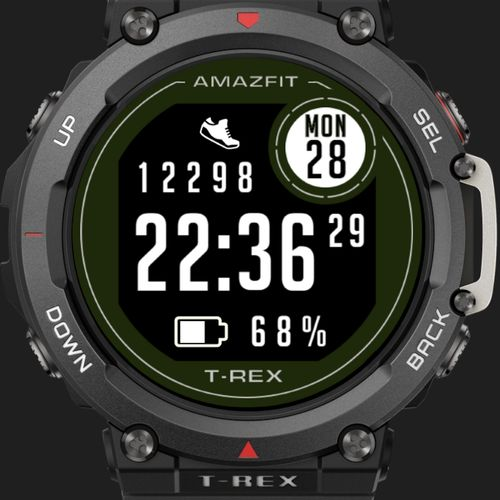 AMAZFIT
UP
SEL
MON
28
12298
22:36 29
68%
DOWN
BACK
T-REX
T-REX